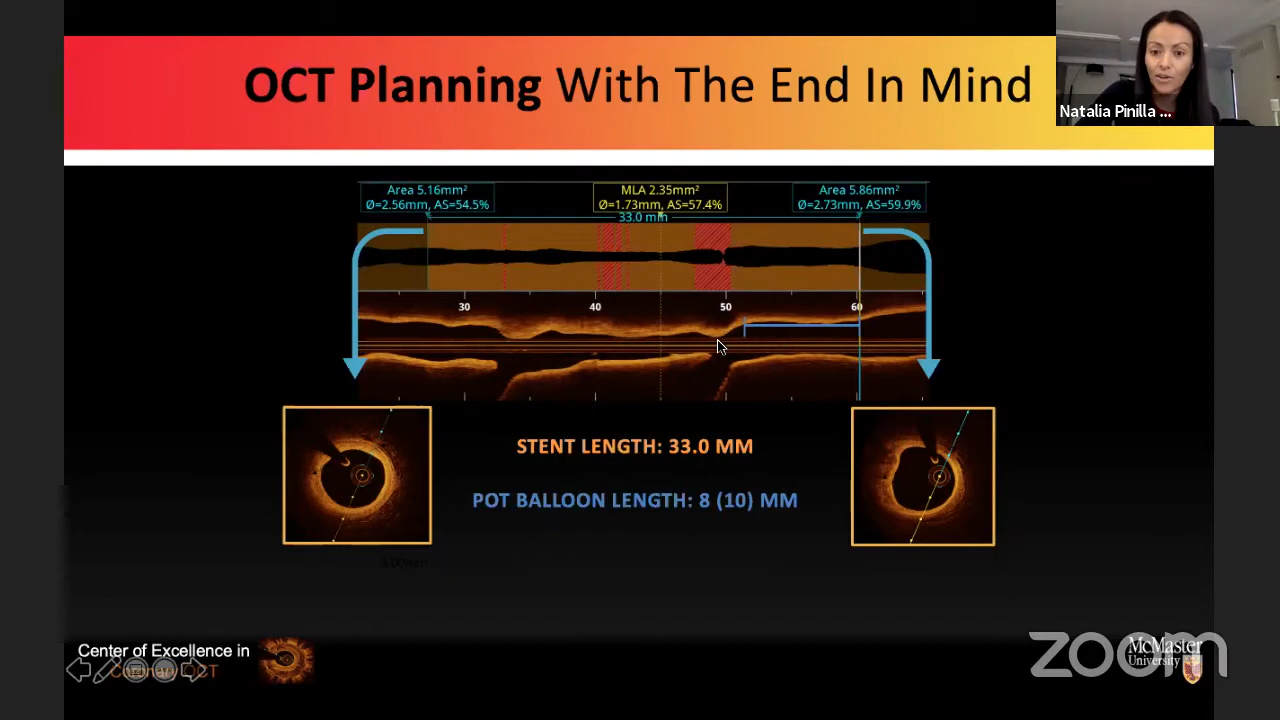 OCT Planning With The End In Mind
Natalia Pinilla ...
Area 5.16mm²
Ø=2.56mm, AS=54.5%
MLA 2.35mm²
Ø=1.73mm, AS=57.4%
Area 5.86mm²
Ø=2.73mm, AS=59.9%
33.0 mm
30 40 50 60
STENT LENGTH: 33.0 MM
POT BALLOON LENGTH: 8 (10) MM
Center of Excellence in
Coronary OCT
zoom
McMaster
University